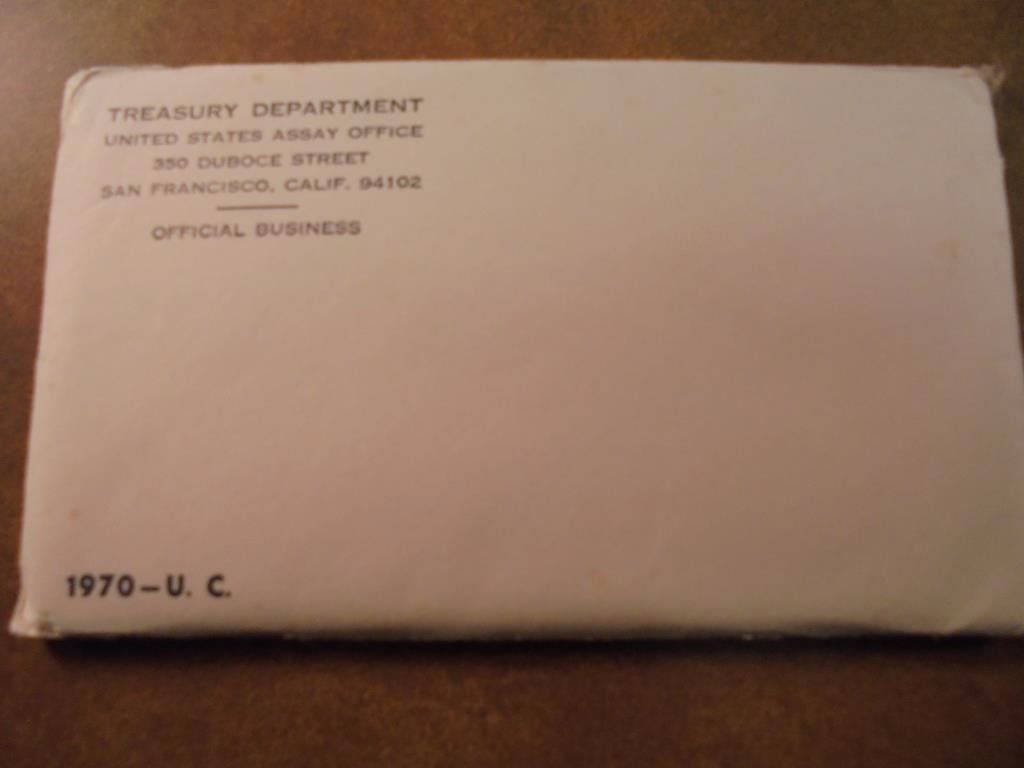 TREASURY DEPARTMENT
UNITED STATES ASSAY OFFICE
350 DUBOCE STREET
SAN FRANCISCO, CALIF. 94102
OFFICIAL BUSINESS
1970-U. C.